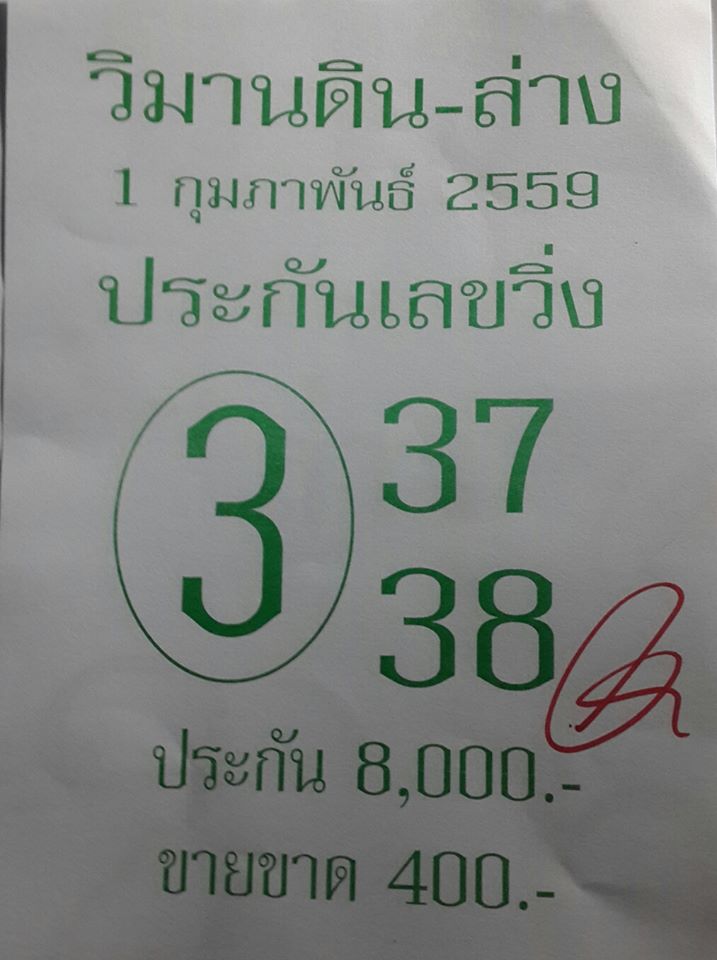 วิมานดิน-ล่าง
1 กุมภาพันธ์ 2559
ประกันเลขวิ่ง
3
37
38
ประกัน 8,000.-
ขายขาด 400.-